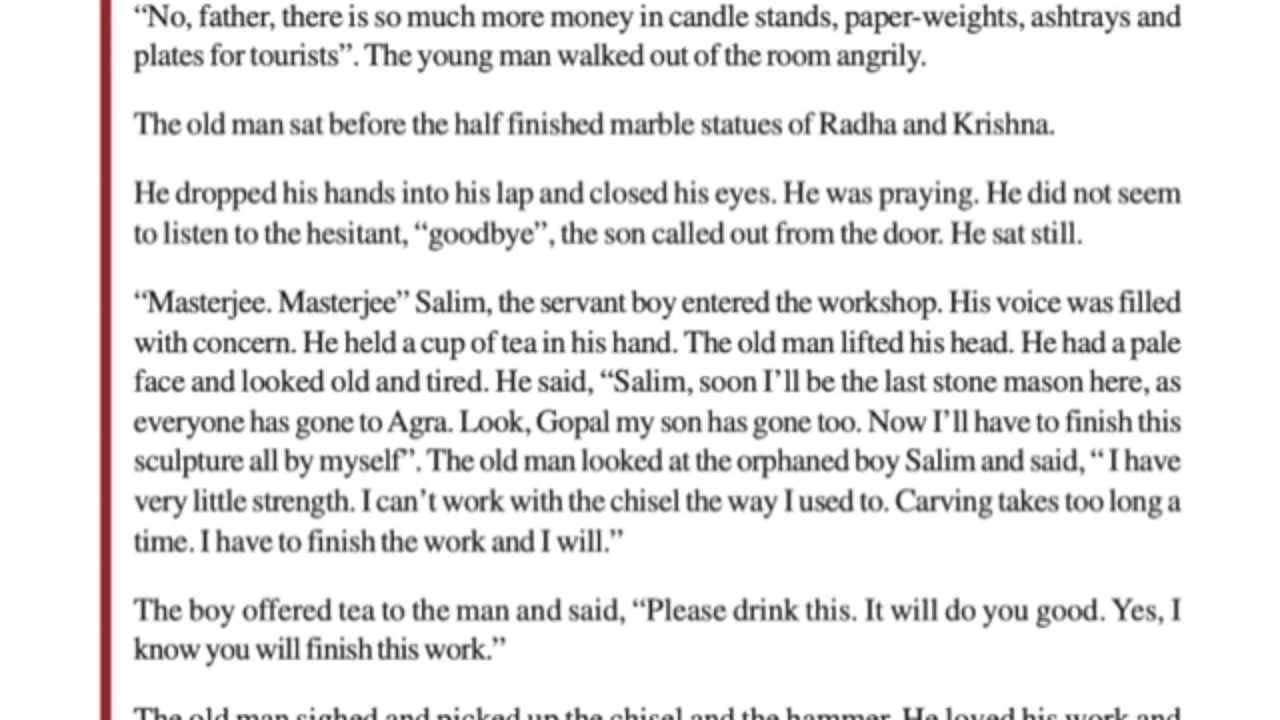 “No, father, there is so much more money in candle stands, paper-weights, ashtrays and
plates for tourists”. The young man walked out of the room angrily.
The old man sat before the half finished marble statues of Radha and Krishna.
He dropped his hands into his lap and closed his eyes. He was praying. He did not seem
to listen to the hesitant, “goodbye”, the son called out from the door. He sat still.
“Masterjee. Masterjee” Salim, the servant boy entered the workshop. His voice was filled
with concern. He held a cup of tea in his hand. The old man lifted his head. He had a pale
face and looked old and tired. He said, “Salim, soon I’ll be the last stone mason here, as
everyone has gone to Agra. Look, Gopal my son has gone too. Now I’ll have to finish this
sculpture all by myself”. The old man looked at the orphaned boy Salim and said, “ I have
very little strength. I can’t work with the chisel the way I used to. Carving takes too long a
time. I have to finish the work and I will.”
The boy offered tea to the man and said, “Please drink this. It will do you good. Yes, I
know you will finish this work.”
The old man sighed and picked up the chisel and the hammer. He loved his work and